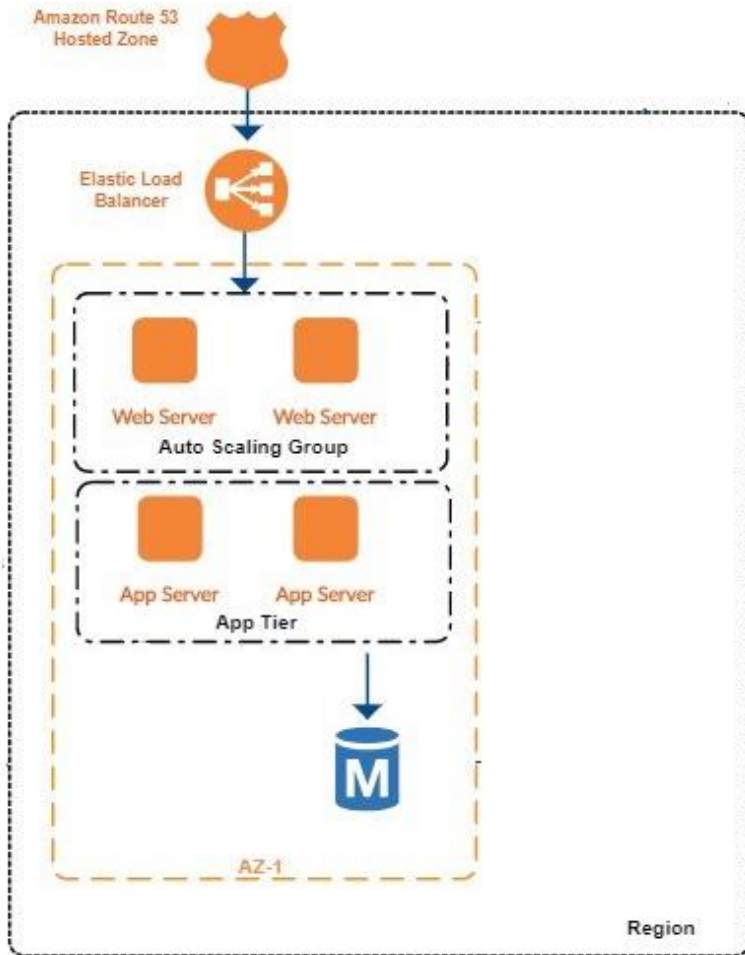 Amazon Route 53
Hosted Zone
Elastic Load
Balancer
Web Server Web Server
Auto Scaling Group
App Server App Server
App Tier
M
AZ-1
Region